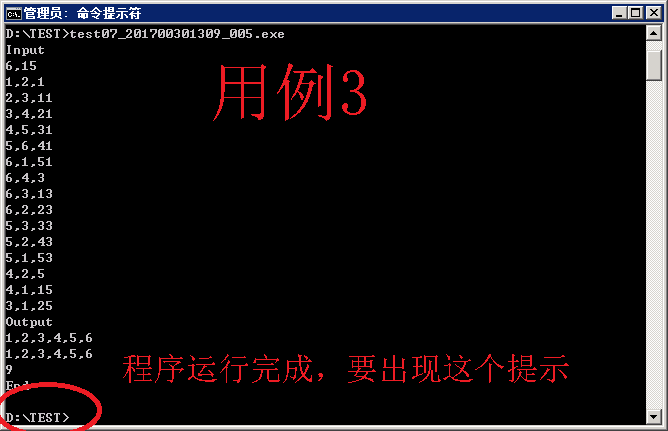 管理员: 命令提示符
D:\TEST>test07_201700301309_005.exe
Input
6,15
1,2,1
2,3,11
3,4,21
4,5,31
5,6,41
6,1,51
6,4,3
6,3,13
6,2,23
5,3,33
5,2,43
5,1,53
4,2,5
4,1,15
3,1,25
Output
1,2,3,4,5,6
1,2,3,4,5,6
9
End
D:\TEST>
用例3
程序运行完成，要出现这个提示